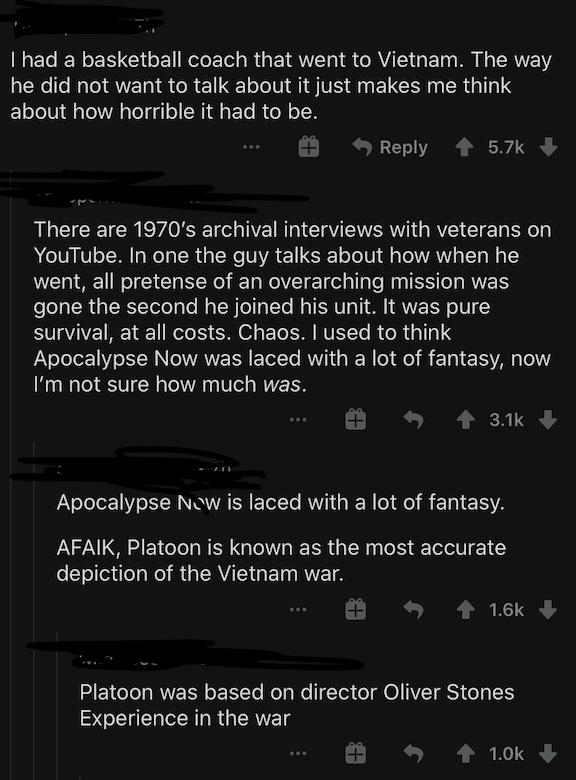 I had a basketball coach that went to Vietnam. The way
he did not want to talk about it just makes me think
about how horrible it had to be.
Reply 5.7k
There are 1970’s archival interviews with veterans on
YouTube. In one the guy talks about how when he
went, all pretense of an overarching mission was
gone the second he joined his unit. It was pure
survival, at all costs. Chaos. I used to think
Apocalypse Now was laced with a lot of fantasy, now
I’m not sure how much was.
3.1k
Apocalypse Now is laced with a lot of fantasy.
AFAIK, Platoon is known as the most accurate
depiction of the Vietnam war.
1.6k
Platoon was based on director Oliver Stones
Experience in the war
1.0k